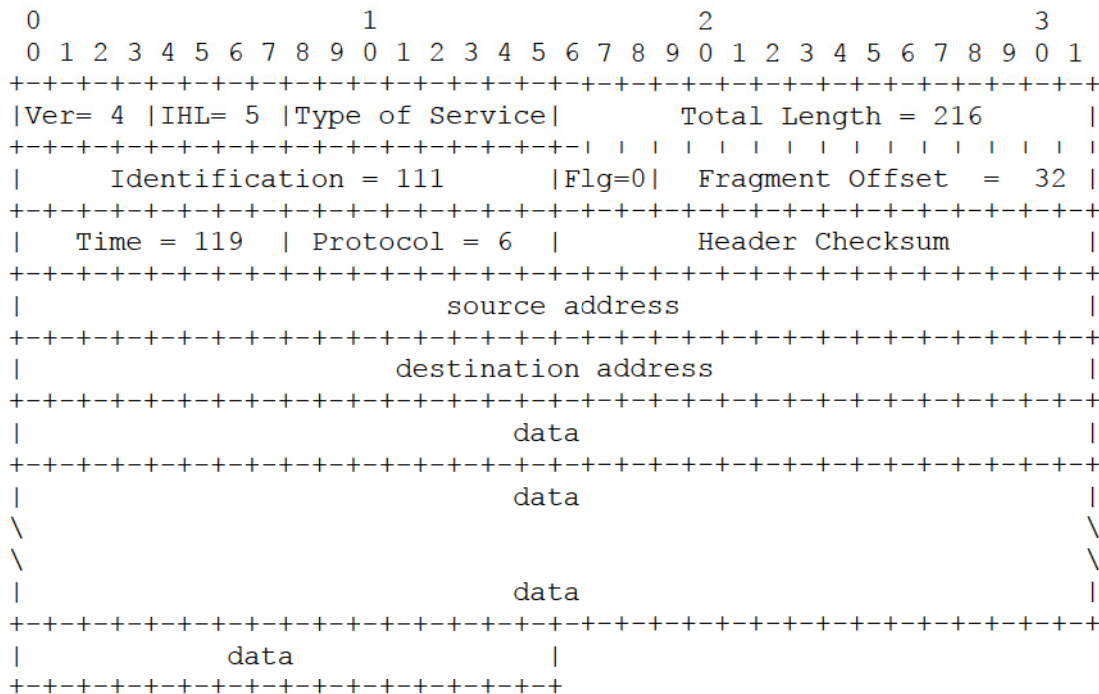 0                   1                   2                   3
0 1 2 3 4 5 6 7 8 9 0 1 2 3 4 5 6 7 8 9 0 1 2 3 4 5 6 7 8 9 0 1
+-+-+-+-+-+-+-+-+-+-+-+-+-+-+-+-+-+-+-+-+-+-+-+-+-+-+-+-+-+-+-+-+
|Ver= 4 |IHL= 5 |Type of Service|       Total Length = 216      |
+-+-+-+-+-+-+-+-+-+-+-+-+-+-+-+-+-+-+-+-+-+-+-+-+-+-+-+-+-+-+-+-+
|     Identification = 111      |Flg=0|  Fragment Offset  =  32 |
+-+-+-+-+-+-+-+-+-+-+-+-+-+-+-+-+-+-+-+-+-+-+-+-+-+-+-+-+-+-+-+-+
|   Time = 119  | Protocol = 6  |        Header Checksum        |
+-+-+-+-+-+-+-+-+-+-+-+-+-+-+-+-+-+-+-+-+-+-+-+-+-+-+-+-+-+-+-+-+
|                         source address                        |
+-+-+-+-+-+-+-+-+-+-+-+-+-+-+-+-+-+-+-+-+-+-+-+-+-+-+-+-+-+-+-+-+
|                      destination address                      |
+-+-+-+-+-+-+-+-+-+-+-+-+-+-+-+-+-+-+-+-+-+-+-+-+-+-+-+-+-+-+-+-+
|                             data                              |
+-+-+-+-+-+-+-+-+-+-+-+-+-+-+-+-+-+-+-+-+-+-+-+-+-+-+-+-+-+-+-+-+
|                             data                              |
\                                                               \
\                                                               \
|                             data                              |
+-+-+-+-+-+-+-+-+-+-+-+-+-+-+-+-+-+-+-+-+-+-+-+-+-+-+-+-+-+-+-+-+
|            data               |
+-+-+-+-+-+-+-+-+-+-+-+-+-+-+-+-+